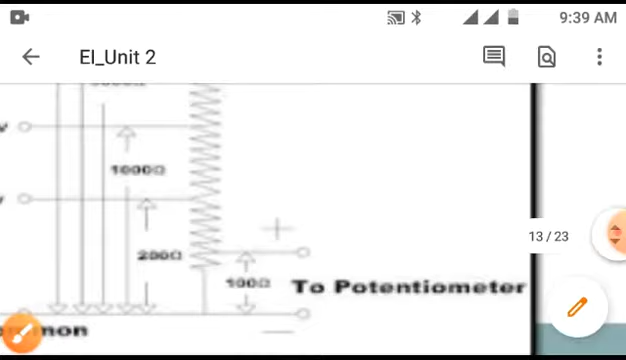 9:39 AM
El_Unit 2
1000Ω
200Ω
100Ω
To Potentiometer
13 / 23